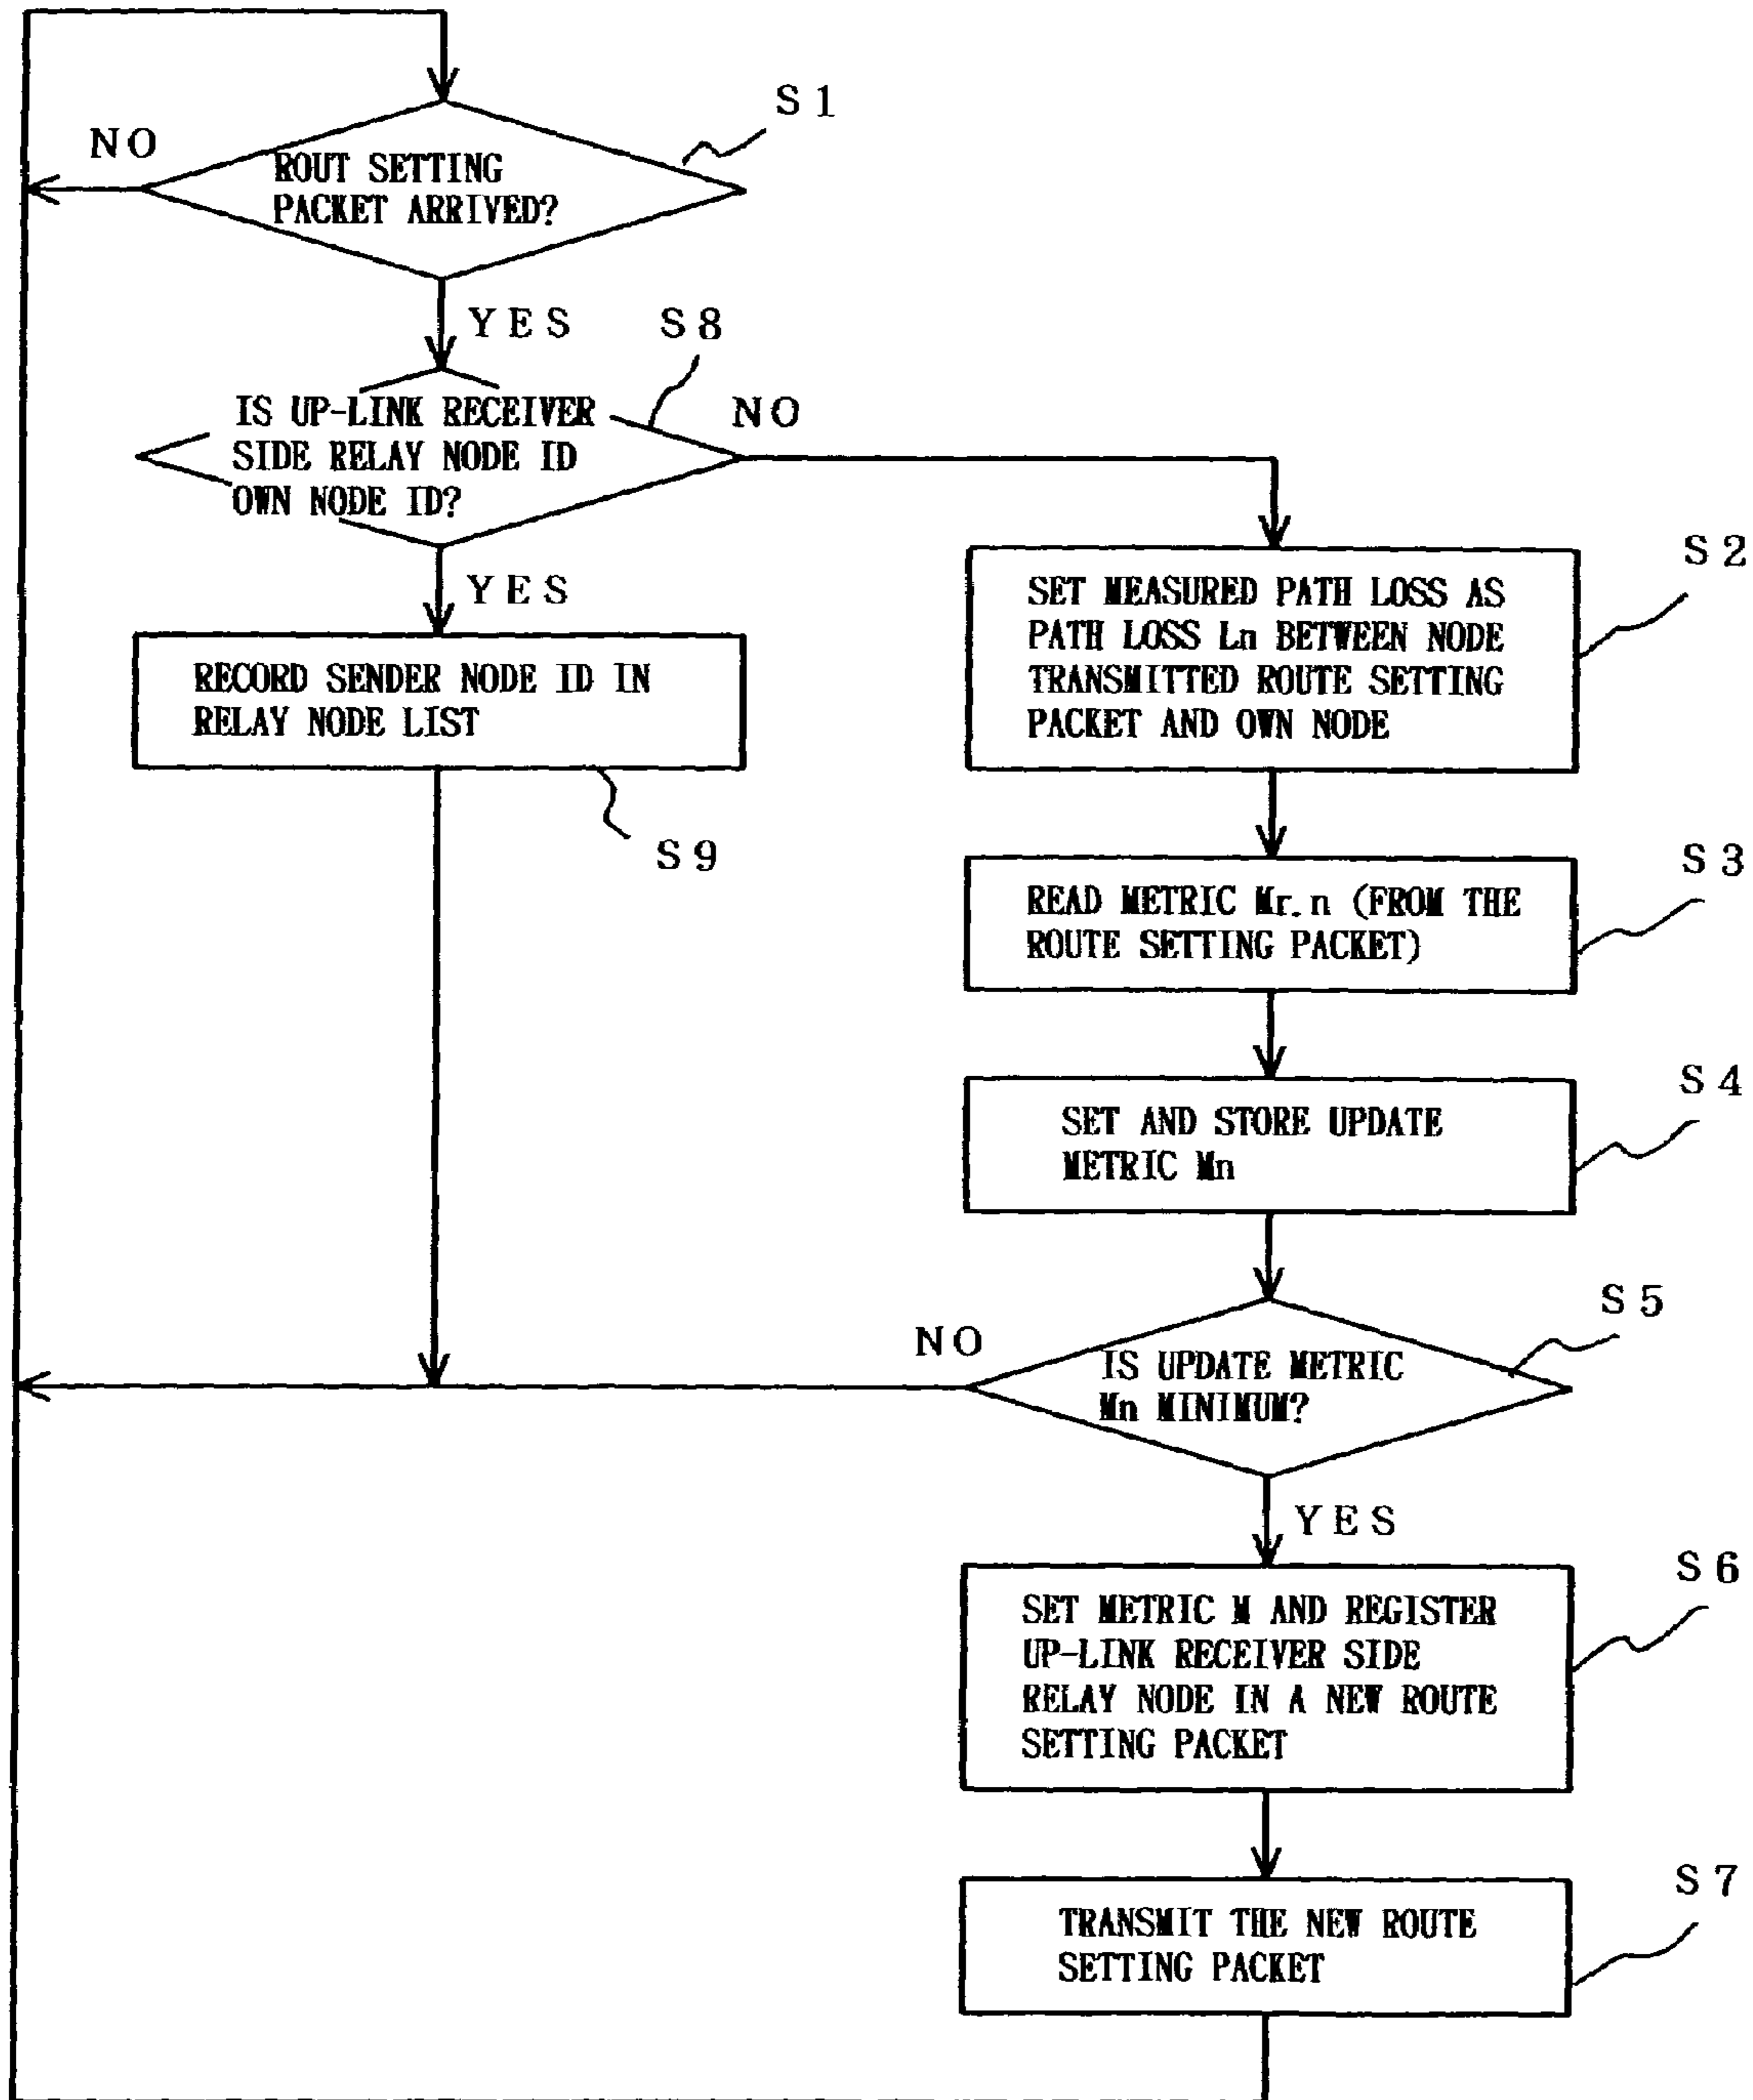 S1
NO
ROUT SETTING
PACKET ARRIVED?
YES
S8
IS UP-LINK RECEIVER
SIDE RELAY NODE ID
OWN NODE ID?
NO
YES
S2
SET MEASURED PATH LOSS AS
PATH LOSS Ln BETWEEN NODE
TRANSMITTED ROUTE SETTING
PACKET AND OWN NODE
RECORD SENDER NODE ID IN
RELAY NODE LIST
S9
S3
READ METRIC Mr.n (FROM THE
ROUTE SETTING PACKET)
S4
SET AND STORE UPDATE
METRIC Mn
S5
NO
IS UPDATE METRIC
Mn MINIMUM?
YES
S6
SET METRIC M AND REGISTER
UP-LINK RECEIVER SIDE
RELAY NODE IN A NEW ROUTE
SETTING PACKET
S7
TRANSMIT THE NEW ROUTE
SETTING PACKET